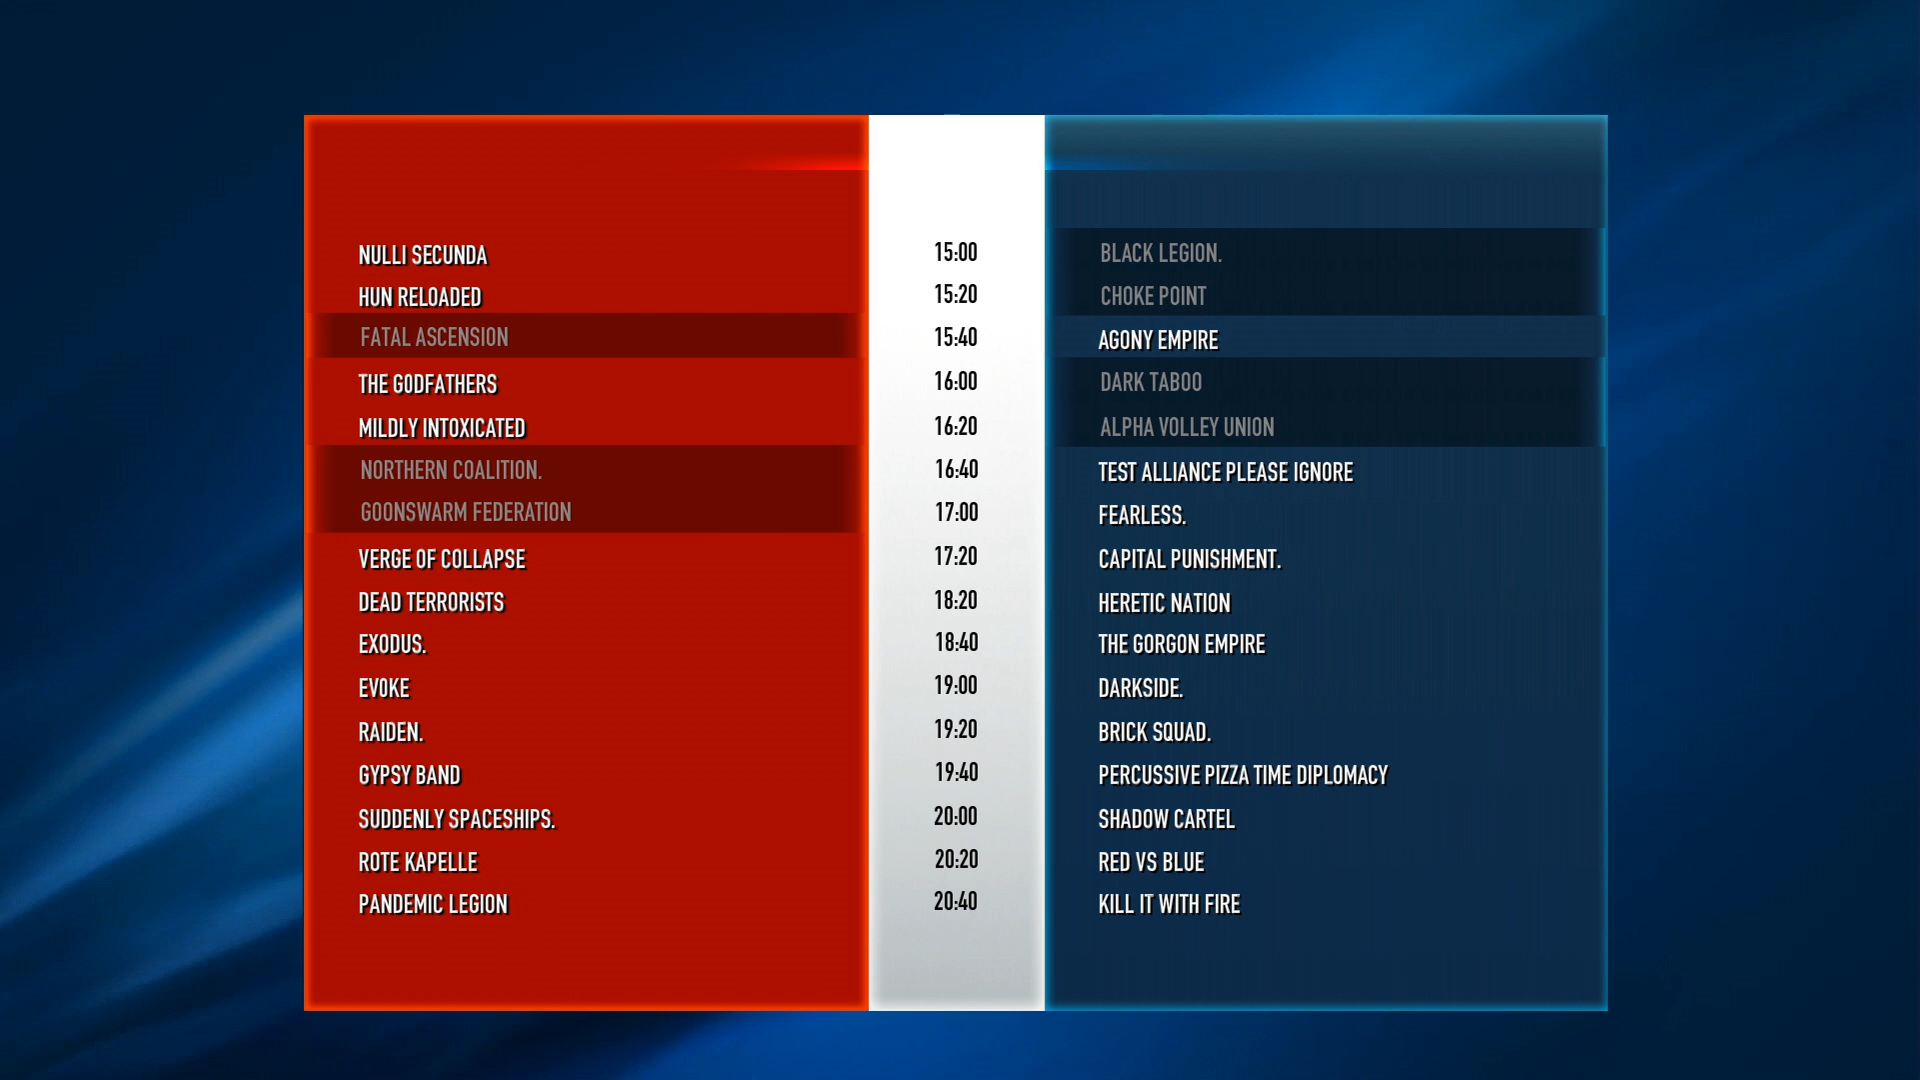 NULLI SECUNDA 15:00 BLACK LEGION.
HUN RELOADED 15:20 CHOKE POINT
FATAL ASCENSION 15:40 AGONY EMPIRE
THE GODFATHERS 16:00 DARK TABOO
MILDLY INTOXICATED 16:20 ALPHA VOLLEY UNION
NORTHERN COALITION. 16:40 TEST ALLIANCE PLEASE IGNORE
GOONSWARM FEDERATION 17:00 FEARLESS.
VERGE OF COLLAPSE 17:20 CAPITAL PUNISHMENT.
DEAD TERRORISTS 18:20 HERETIC NATION
EXODUS. 18:40 THE GORGON EMPIRE
EVOKE 19:00 DARKSIDE.
RAIDEN. 19:20 BRICK SQUAD.
GYPSY BAND 19:40 PERCUSSIVE PIZZA TIME DIPLOMACY
SUDDENLY SPACESHIPS. 20:00 SHADOW CARTEL
ROTE KAPELLE 20:20 RED VS BLUE
PANDEMIC LEGION 20:40 KILL IT WITH FIRE